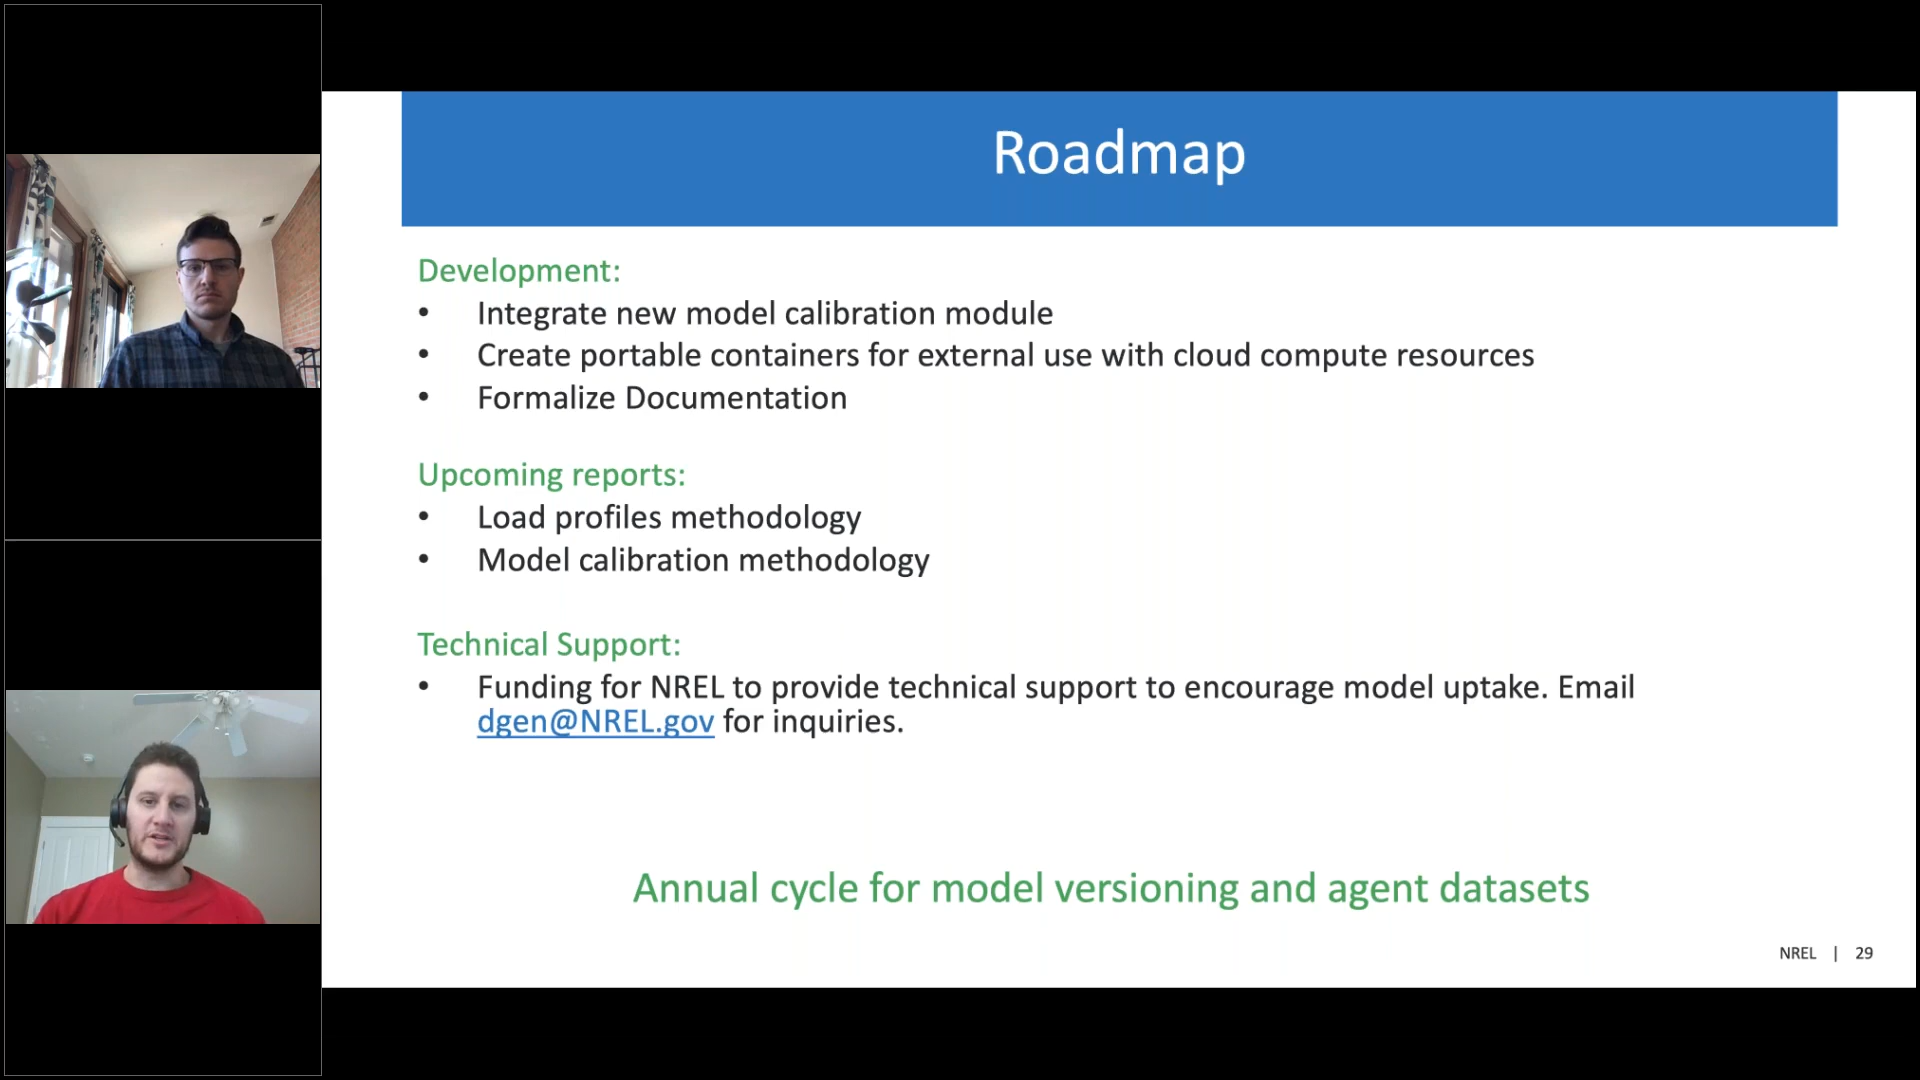 Roadmap
Development:
• Integrate new model calibration module
• Create portable containers for external use with cloud compute resources
• Formalize Documentation
Upcoming reports:
• Load profiles methodology
• Model calibration methodology
Technical Support:
• Funding for NREL to provide technical support to encourage model uptake. Email
dgen@NREL.gov for inquiries.
Annual cycle for model versioning and agent datasets
NREL | 29